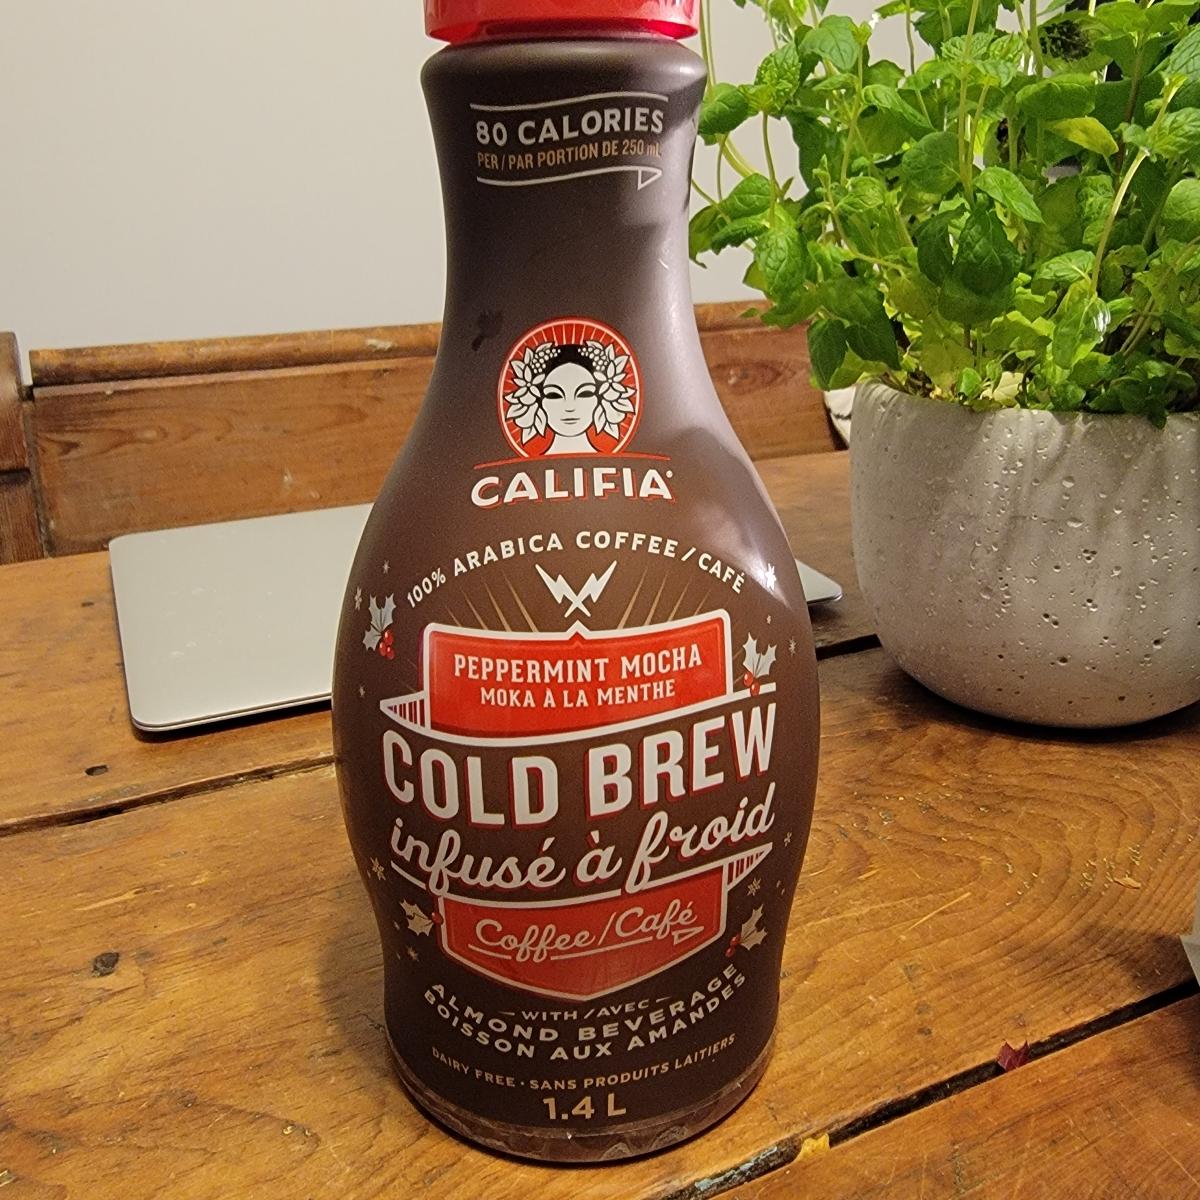 80 CALORIES
PER / PAR PORTION DE 250 mL
CALIFIA®
100% ARABICA COFFEE / CAFÉ
PEPPERMINT MOCHA
MOKA À LA MENTHE
COLD BREW
infusé à froid
Coffee / Café
WITH / AVEC
ALMOND BEVERAGE
BOISSON AUX AMANDES
DAIRY FREE • SANS PRODUITS LAITIERS
1.4 L